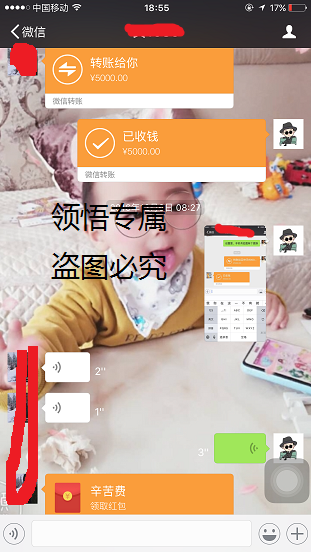 中国移动
18:55
17%
微信
转账给你
¥5000.00
微信转账
已收钱
¥5000.00
微信转账
08:27
领悟专属
盗图必究
2''
1''
3''
辛苦费
领取红包